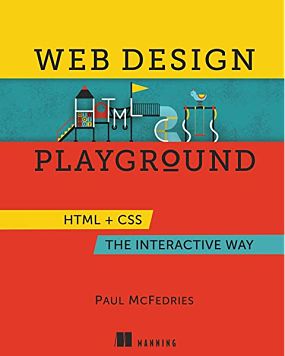 WEB DESIGN
HTML
PLAYGROUND
HTML + CSS
THE INTERACTIVE WAY
PAUL MCFEDRIES
MANNING